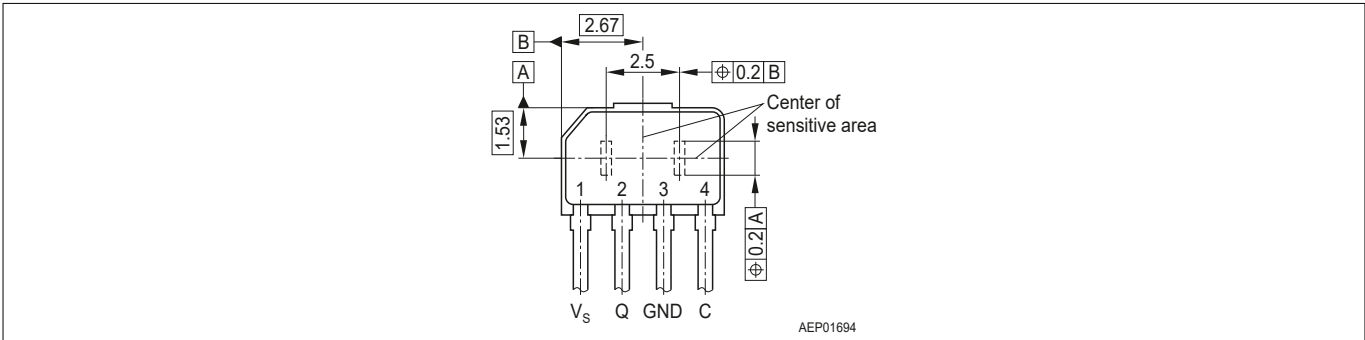 2.67
B
2.5
⌖ 0.2 B
A
Center of
sensitive area
1.53
1 2 3 4
⌖ 0.2 A
V_S Q GND C
AEP01694